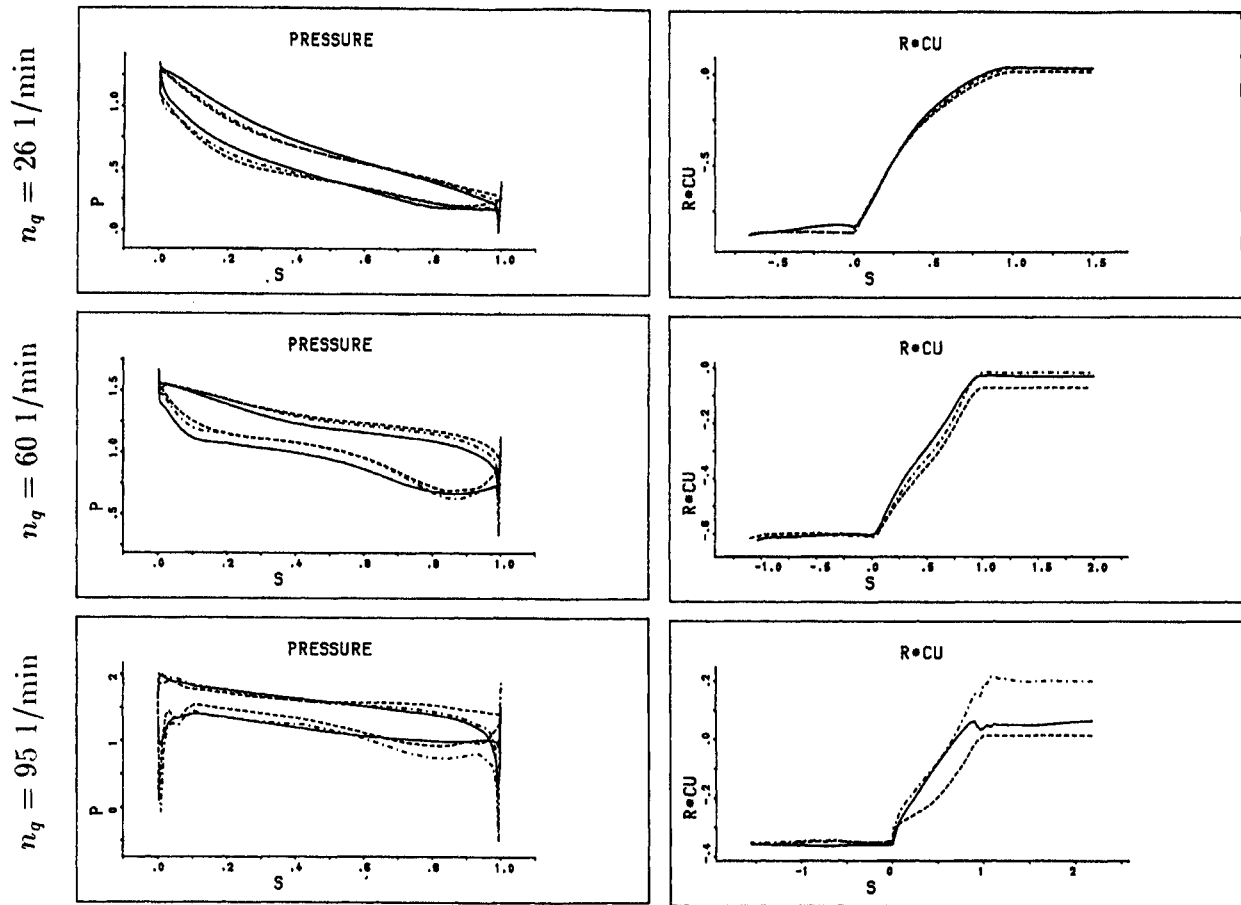 n_q = 26 1/min
PRESSURE
P
1.0
.5
.0
.0 .2 .4 .6 .8 1.0
S
R*CU
R*CU
.0
-.5
-.5 .0 .5 1.0 1.5
S
n_q = 60 1/min
PRESSURE
P
1.5
1.0
.5
.0 .2 .4 .6 .8 1.0
S
R*CU
R*CU
.0
-.2
-.4
-.6
-1.0 -.5 .0 .5 1.0 1.5 2.0
S
n_q = 95 1/min
PRESSURE
P
2
1
0
.0 .2 .4 .6 .8 1.0
S
R*CU
R*CU
.2
.0
-.2
-.4
-1 0 1 2
S